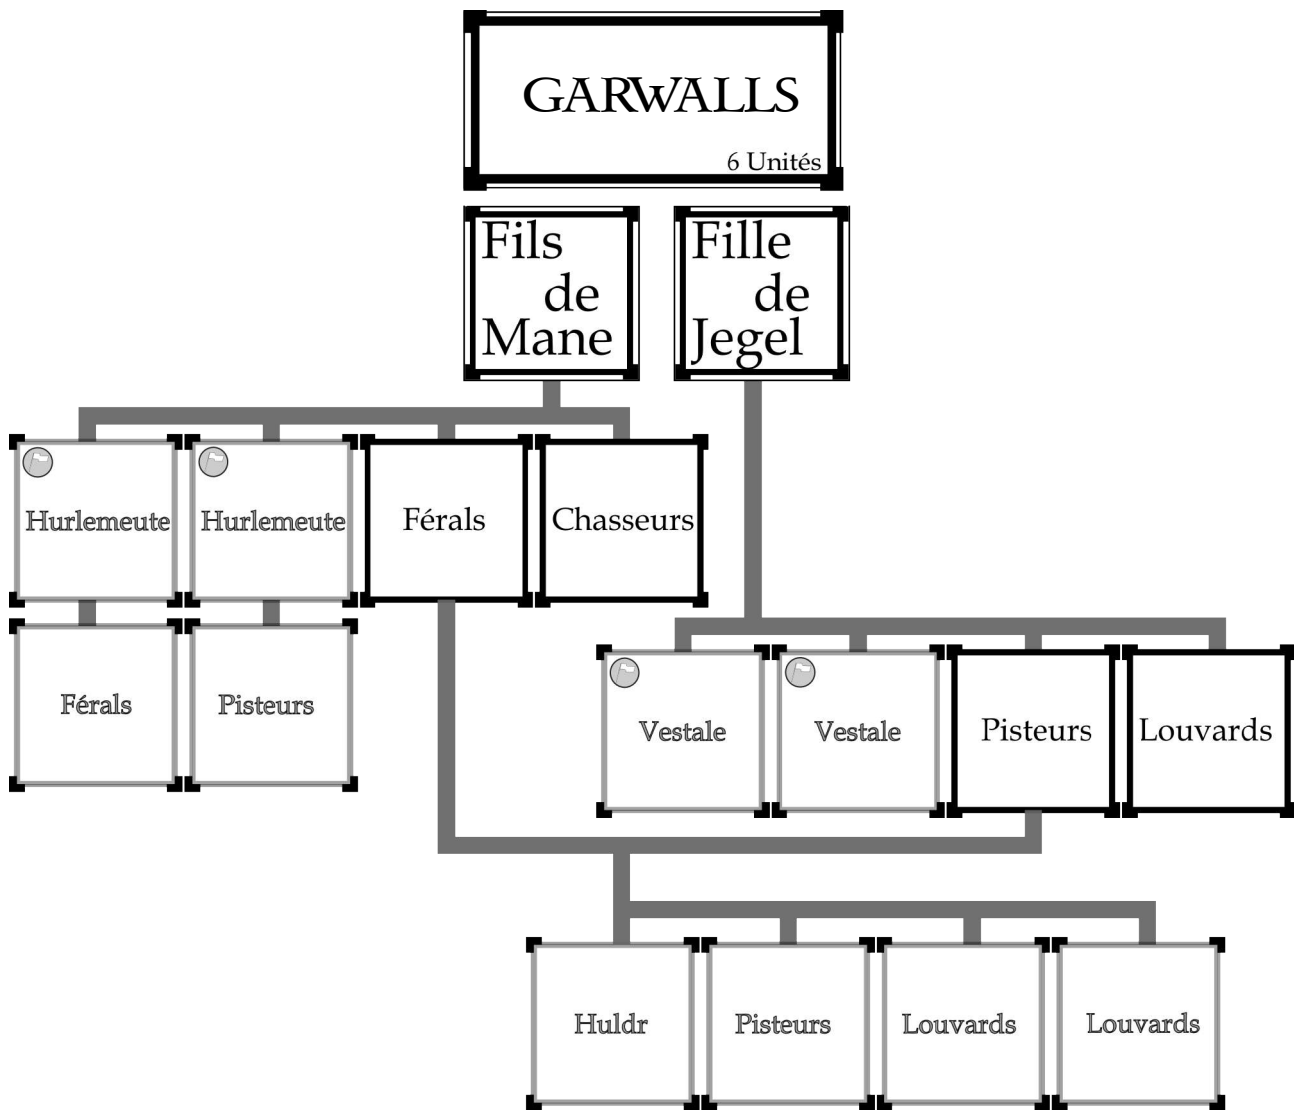 GARWALLS
6 Unités
Fils
de
Mane
Fille
de
Jegel
Hurlemeute
Hurlemeute
Férals
Chasseurs
Férals
Pisteurs
Vestale
Vestale
Pisteurs
Louvards
Huldr
Pisteurs
Louvards
Louvards